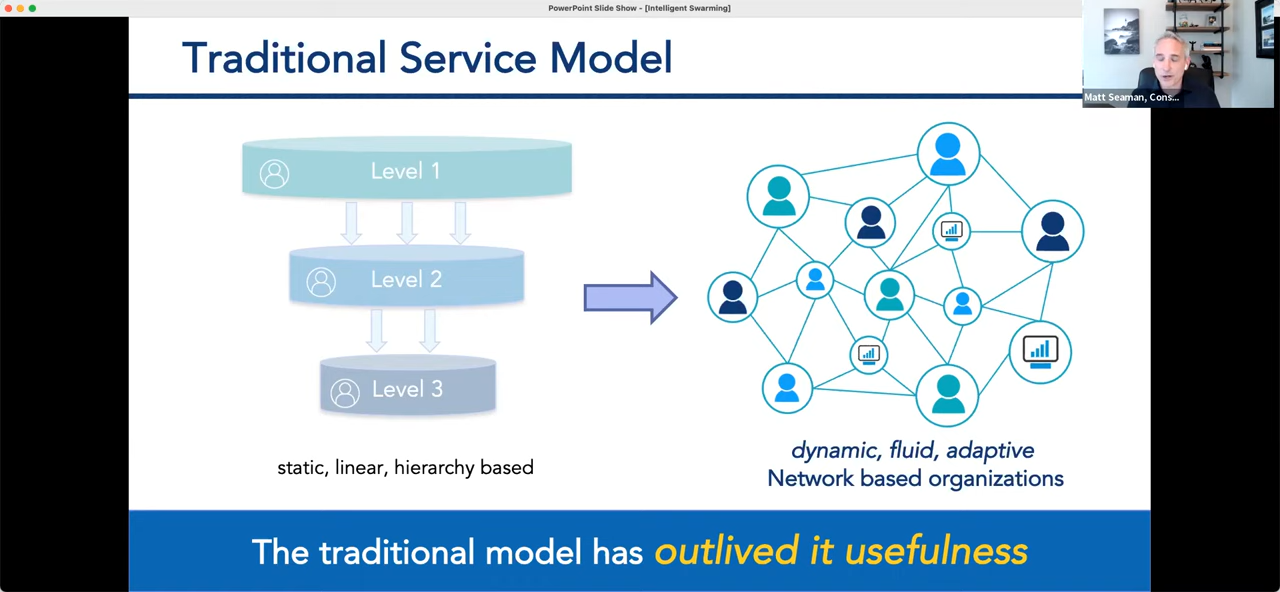 PowerPoint Slide Show - [Intelligent Swarming]
Traditional Service Model
Matt Seaman, Cons...
Level 1
Level 2
Level 3
static, linear, hierarchy based
dynamic, fluid, adaptive
Network based organizations
The traditional model has outlived it usefulness